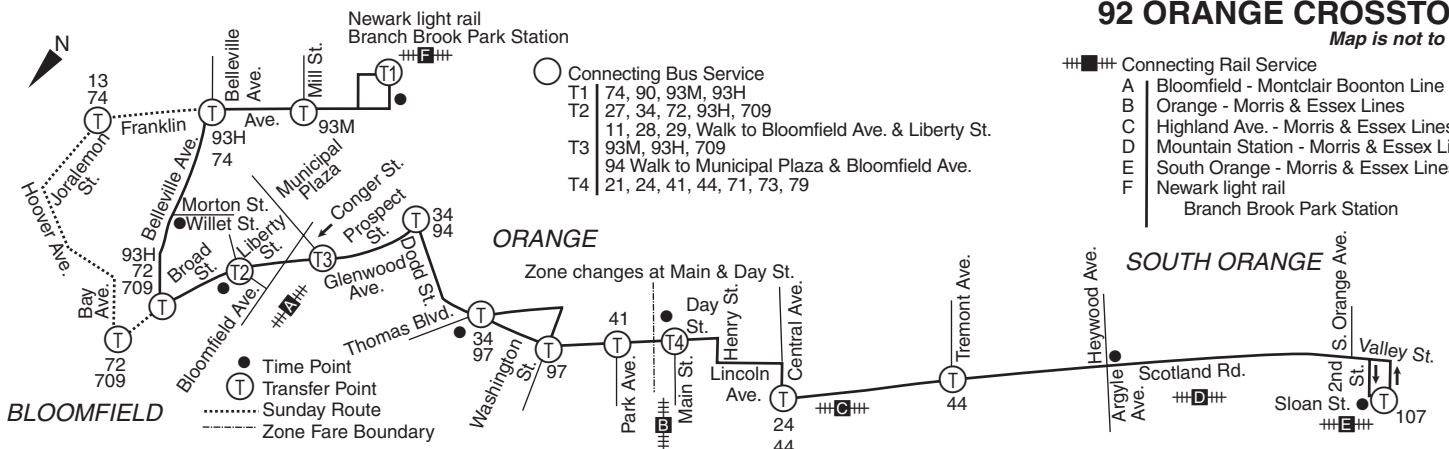 92 ORANGE CROSSTO
Map is not to
N
Newark light rail
Branch Brook Park Station
F
T1
Connecting Bus Service
T1 74, 90, 93M, 93H
T2 27, 34, 72, 93H, 709
11, 28, 29, Walk to Bloomfield Ave. & Liberty St.
T3 93M, 93H, 709
94 Walk to Municipal Plaza & Bloomfield Ave.
T4 21, 24, 41, 44, 71, 73, 79
Connecting Rail Service
A Bloomfield - Montclair Boonton Line
B Orange - Morris & Essex Lines
C Highland Ave. - Morris & Essex Lines
D Mountain Station - Morris & Essex Li
E South Orange - Morris & Essex Lines
F Newark light rail
Branch Brook Park Station
13
74
T
Franklin
Ave.
Belleville
Ave.
T
93H
74
Mill St.
T
93M
Joralemon
St.
Hoover Ave.
Bay
Ave.
Belleville Ave.
Morton St.
Willet St.
93H
72
709
T
Broad
St.
T
72
709
T2
Liberty
St.
Municipal
Plaza
Conger St.
T3
Prospect
St.
Glenwood
Ave.
Bloomfield Ave.
A
T
34
94
Dodd St.
Thomas Blvd.
T
34
97
Washington
St.
T
97
ORANGE
Zone changes at Main & Day St.
41
T
Park Ave.
Day
St.
T4
Main St.
B
Henry St.
Lincoln
Ave.
Central Ave.
T
24
44
C
Tremont Ave.
T
44
SOUTH ORANGE
Heywood Ave.
Argyle
Ave.
Scotland Rd.
D
S. Orange Ave.
2nd
St.
Valley St.
Sloan St.
T
107
E
BLOOMFIELD
Time Point
T Transfer Point
Sunday Route
Zone Fare Boundary